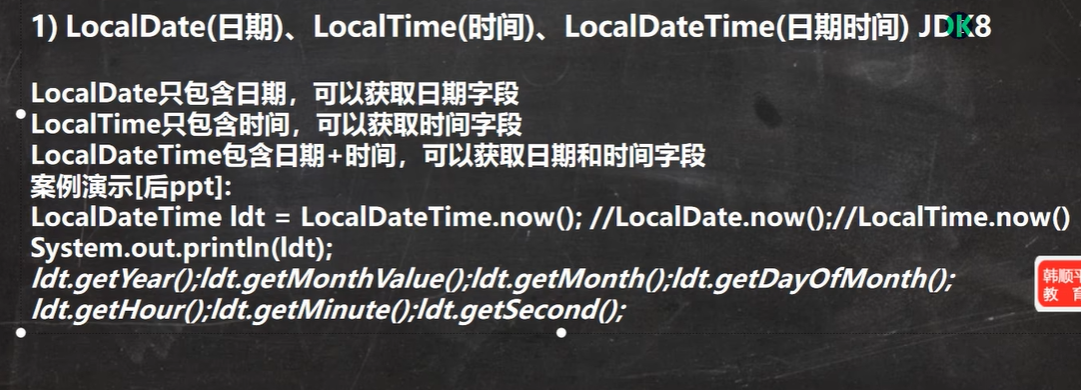 1) LocalDate(日期)、LocalTime(时间)、LocalDateTime(日期时间) JDK8
LocalDate只包含日期，可以获取日期字段
LocalTime只包含时间，可以获取时间字段
LocalDateTime包含日期+时间，可以获取日期和时间字段
案例演示[后ppt]:
LocalDateTime ldt = LocalDateTime.now(); //LocalDate.now();//LocalTime.now()
System.out.println(ldt);
ldt.getYear();ldt.getMonthValue();ldt.getMonth();ldt.getDayOfMonth();
ldt.getHour();ldt.getMinute();ldt.getSecond();
韩顺平
教 育